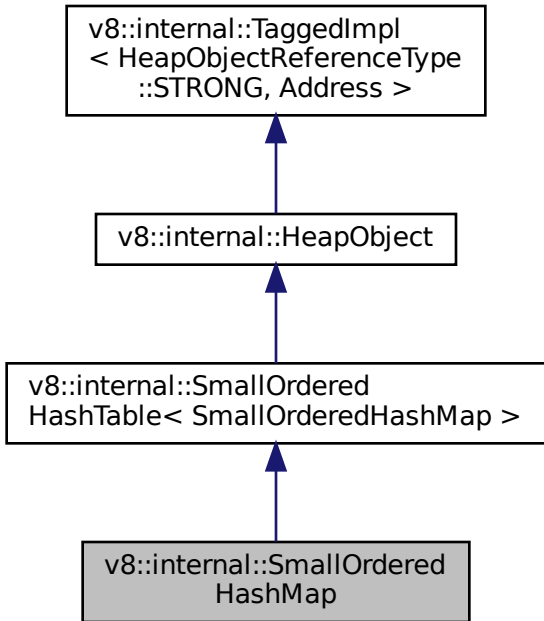 v8::internal::TaggedImpl
< HeapObjectReferenceType
::STRONG, Address >
v8::internal::HeapObject
v8::internal::SmallOrdered
HashTable< SmallOrderedHashMap >
v8::internal::SmallOrdered
HashMap